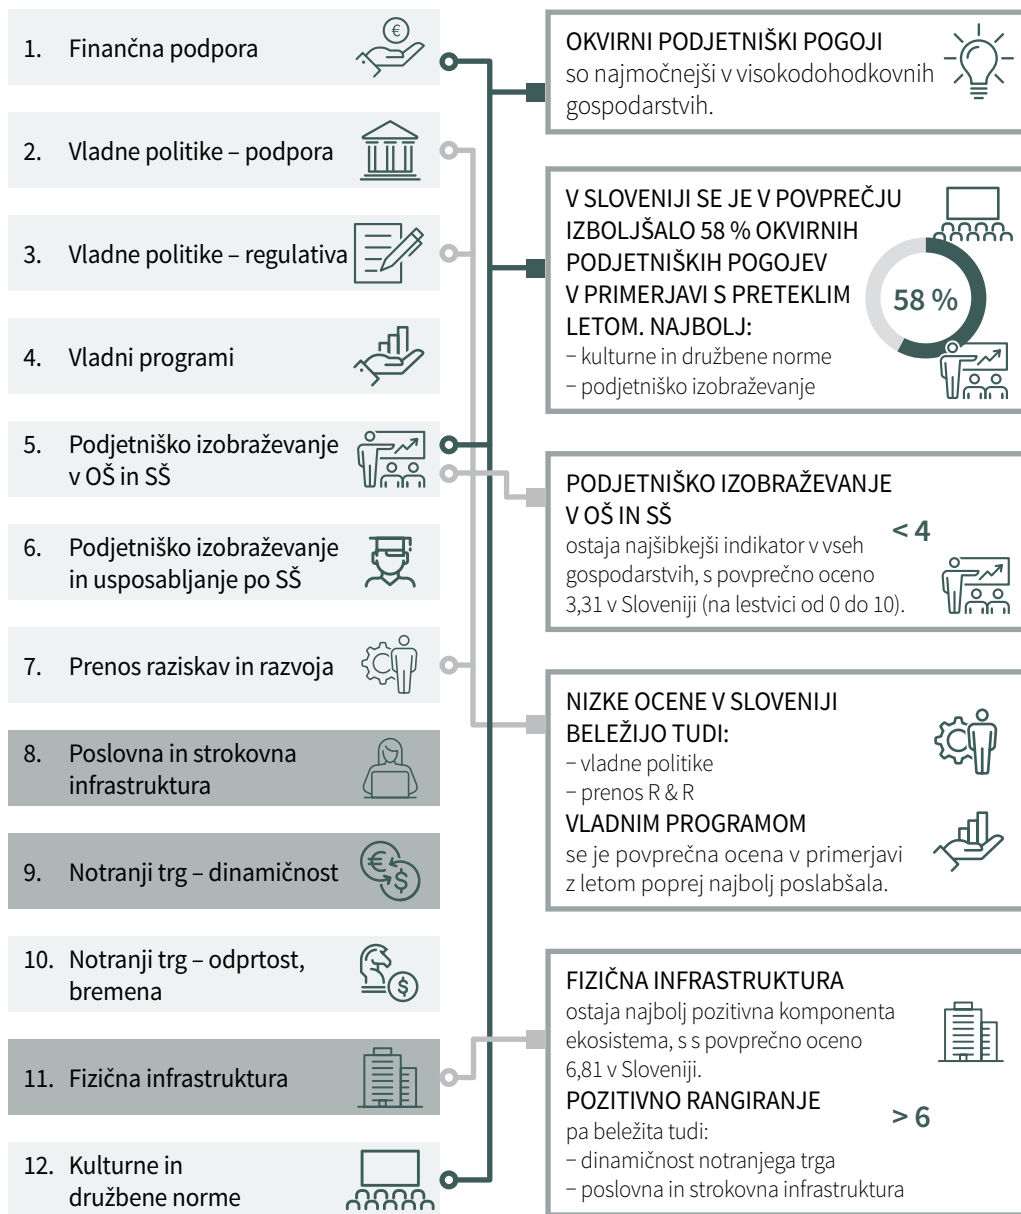 1. Finančna podpora
2. Vladne politike – podpora
3. Vladne politike – regulativa
4. Vladni programi
5. Podjetniško izobraževanje
v OŠ in SŠ
6. Podjetniško izobraževanje
in usposabljanje po SŠ
7. Prenos raziskav in razvoja
8. Poslovna in strokovna
infrastruktura
9. Notranji trg – dinamičnost
10. Notranji trg – odprtost,
bremena
11. Fizična infrastruktura
12. Kulturne in
družbene norme
OKVIRNI PODJETNIŠKI POGOJI
so najmočnejši v visokodohodkovnih
gospodarstvih.
V SLOVENIJI SE JE V POVPREČJU
IZBOLJŠALO 58 % OKVIRNIH
PODJETNIŠKIH POGOJEV
V PRIMERJAVI S PRETEKLIM
LETOM. NAJBOLJ:
– kulturne in družbene norme
– podjetniško izobraževanje
58 %
PODJETNIŠKO IZOBRAŽEVANJE
V OŠ IN SŠ
ostaja najšibkejši indikator v vseh
gospodarstvih, s povprečno oceno
3,31 v Sloveniji (na lestvici od 0 do 10).
< 4
NIZKE OCENE V SLOVENIJI
BELEŽIJO TUDI:
– vladne politike
– prenos R & R
VLADNIM PROGRAMOM
se je povprečna ocena v primerjavi
z letom poprej najbolj poslabšala.
FIZIČNA INFRASTRUKTURA
ostaja najbolj pozitivna komponenta
ekosistema, s s povprečno oceno
6,81 v Sloveniji.
POZITIVNO RANGIRANJE
pa beležita tudi:
– dinamičnost notranjega trga
– poslovna in strokovna infrastruktura
> 6